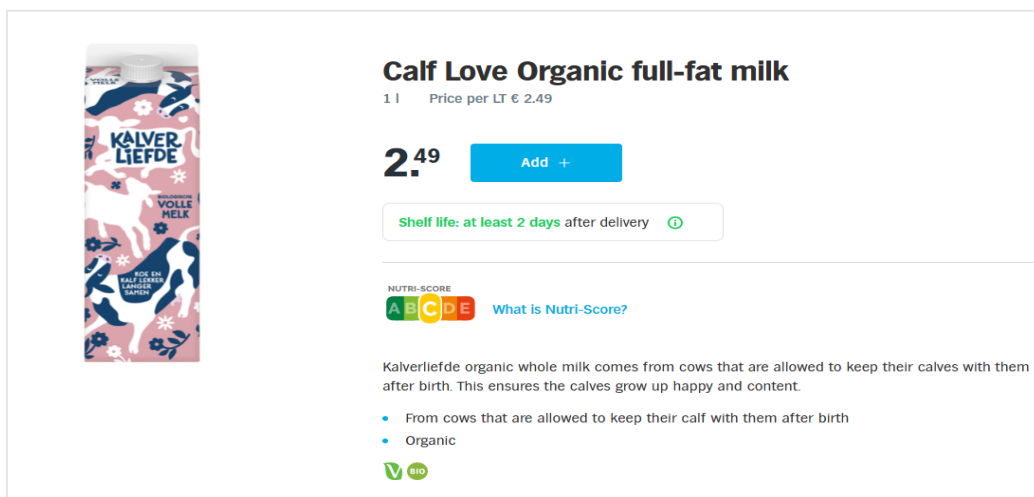 Calf Love Organic full-fat milk
1 l Price per LT € 2.49
2.49
Add +
Shelf life: at least 2 days after delivery
NUTRI-SCORE
A B C D E
What is Nutri-Score?
Kalverliefde organic whole milk comes from cows that are allowed to keep their calves with them
after birth. This ensures the calves grow up happy and content.
From cows that are allowed to keep their calf with them after birth
Organic
V BIO
VOLLE
MELK
KALVER
LIEFDE
BIOLOGISCHE
VOLLE
MELK
KOE EN
KALF LEKKER
LANGER
SAMEN